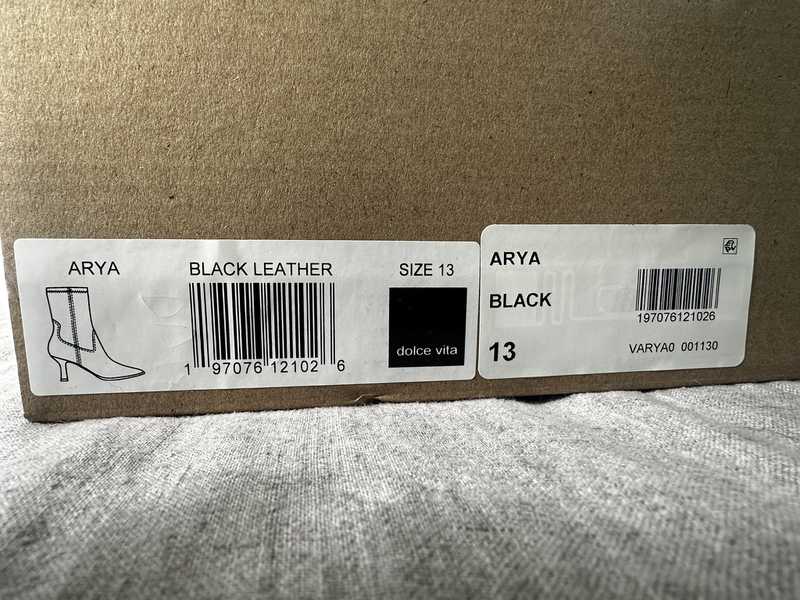 ARYA
BLACK LEATHER
SIZE 13
1 97076 12102 6
dolce vita
ARYA
BLACK
197076121026
13
VARYA0 001130